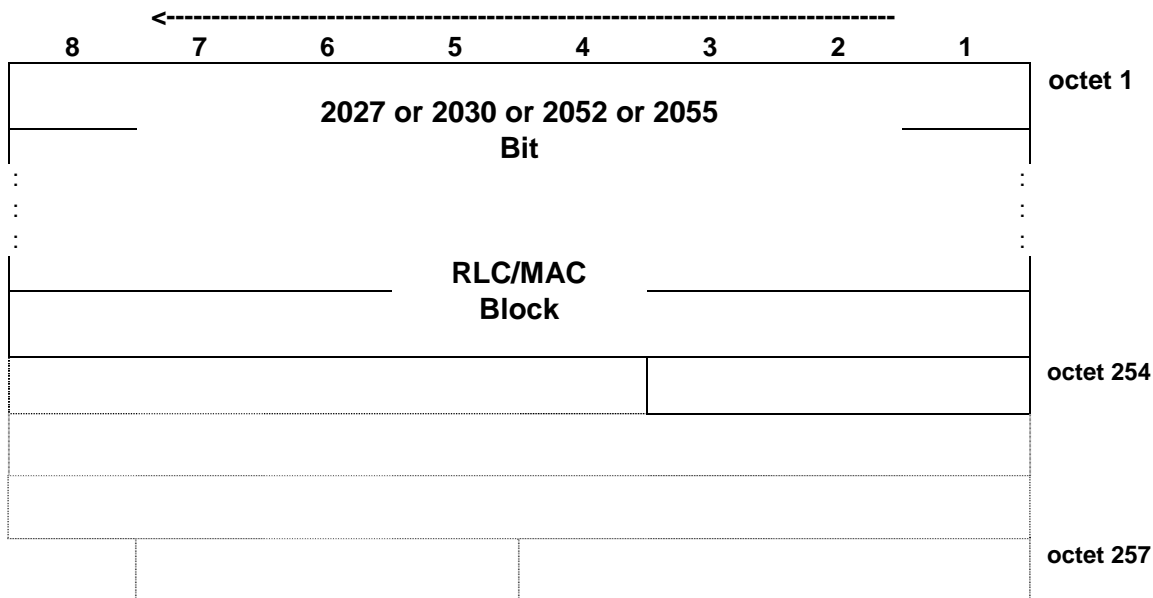 <--------------------------------------------------------------------------------
8 7 6 5 4 3 2 1
octet 1
2027 or 2030 or 2052 or 2055
Bit
: :
: :
: :
RLC/MAC
Block
octet 254
octet 257